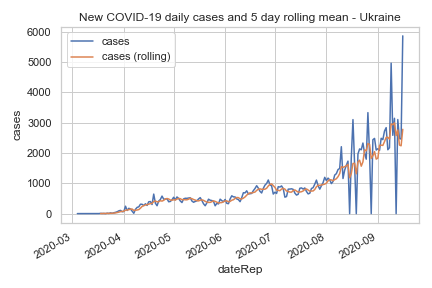 New COVID-19 daily cases and 5 day rolling mean - Ukraine
cases
cases (rolling)
6000
5000
4000
3000
2000
1000
0
cases
2020-03
2020-04
2020-05
2020-06
2020-07
2020-08
2020-09
dateRep